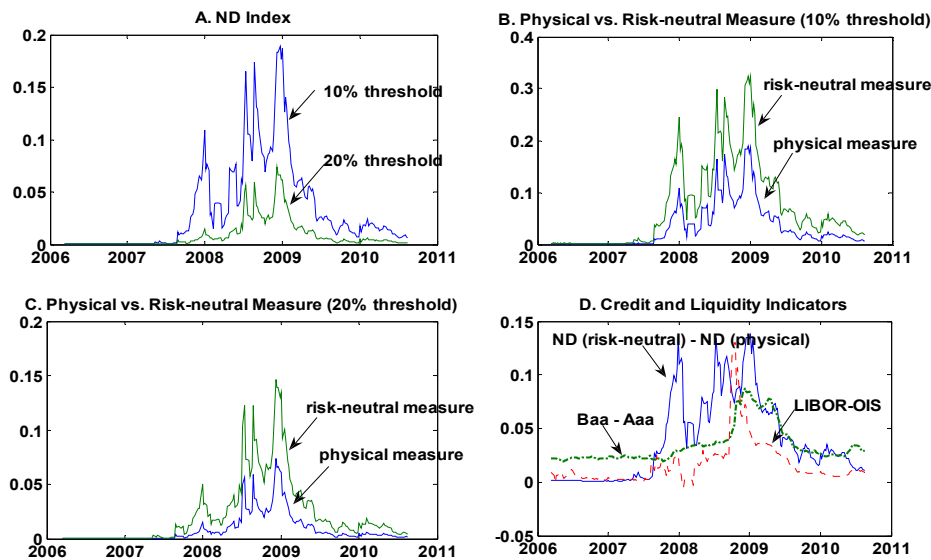 A. ND Index
0.2
0.15
0.1
0.05
0
10% threshold
20% threshold
2006 2007 2008 2009 2010 2011
B. Physical vs. Risk-neutral Measure (10% threshold)
0.4
0.3
0.2
0.1
0
risk-neutral measure
physical measure
2006 2007 2008 2009 2010 2011
C. Physical vs. Risk-neutral Measure (20% threshold)
0.2
0.15
0.1
0.05
0
risk-neutral measure
physical measure
2006 2007 2008 2009 2010 2011
D. Credit and Liquidity Indicators
0.15
0.1
0.05
0
-0.05
ND (risk-neutral) - ND (physical)
Baa - Aaa
LIBOR-OIS
2006 2007 2008 2009 2010 2011